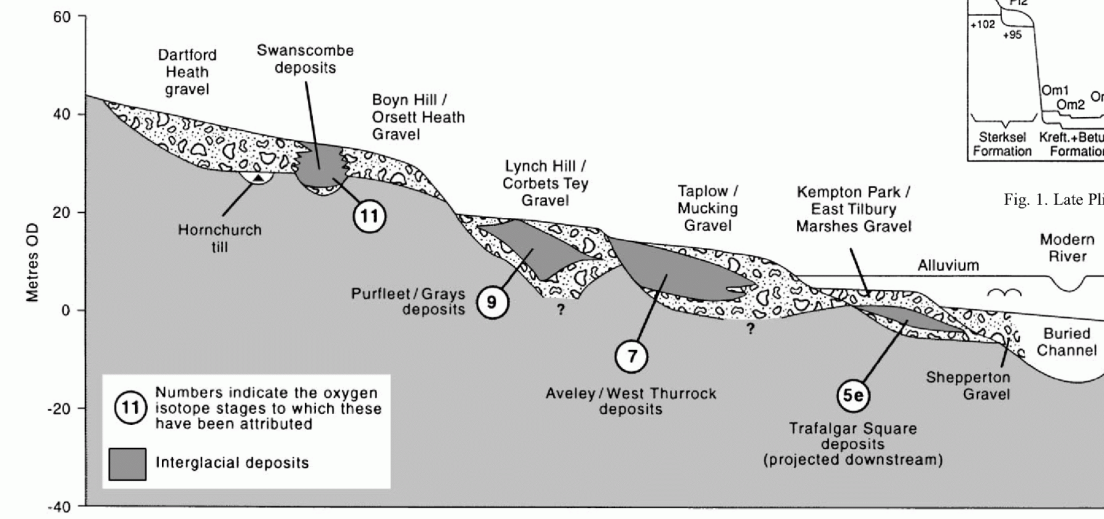 60
40
20
0
-20
-40
Metres OD
Dartford
Heath
gravel
Swanscombe
deposits
Boyn Hill /
Orsett Heath
Gravel
Hornchurch
till
11
Lynch Hill /
Corbets Tey
Gravel
Purfleet / Grays
deposits
9
?
Taplow /
Mucking
Gravel
?
7
Aveley / West Thurrock
deposits
Kempton Park /
East Tilbury
Marshes Gravel
5e
Trafalgar Square
deposits
(projected downstream)
Alluvium
Modern
River
Buried
Channel
Shepperton
Gravel
11
Numbers indicate the oxygen
isotope stages to which these
have been attributed
Interglacial deposits
+102
+95
Om1
Om2
Sterksel
Formation
Kreft.+Betu
Formation
Fig. 1. Late Pli